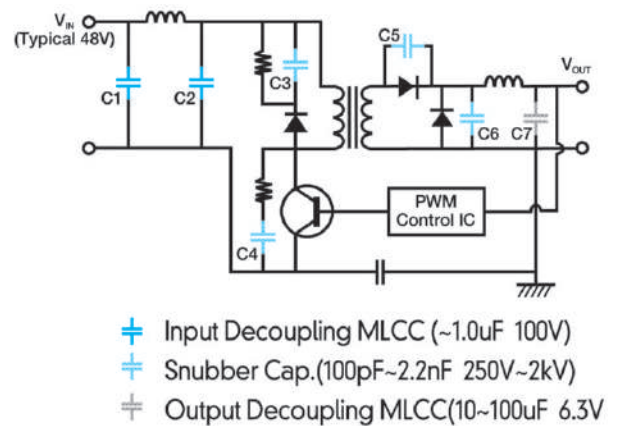 VIN
(Typical 48V)
C1
C2
C3
C4
C5
C6
C7
VOUT
PWM
Control IC
Input Decoupling MLCC (~1.0uF 100V)
Snubber Cap.(100pF~2.2nF 250V~2kV)
Output Decoupling MLCC(10~100uF 6.3V